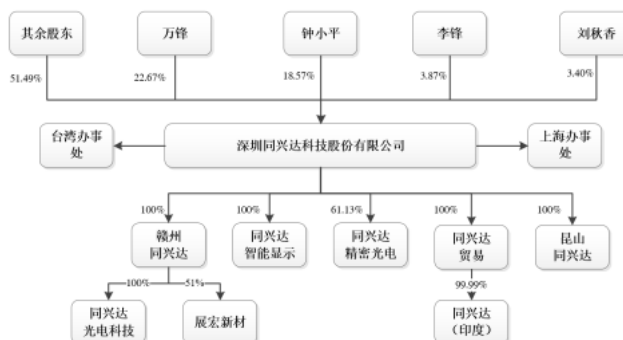 其余股东
万锋
钟小平
李锋
刘秋香
51.49%
22.67%
18.57%
3.87%
3.40%
台湾办事
处
深圳同兴达科技股份有限公司
上海办事
处
100%
100%
61.13%
100%
100%
赣州
同兴达
同兴达
智能显示
同兴达
精密光电
同兴达
贸易
昆山
同兴达
100%
51%
99.99%
同兴达
光电科技
展宏新材
同兴达
（印度）